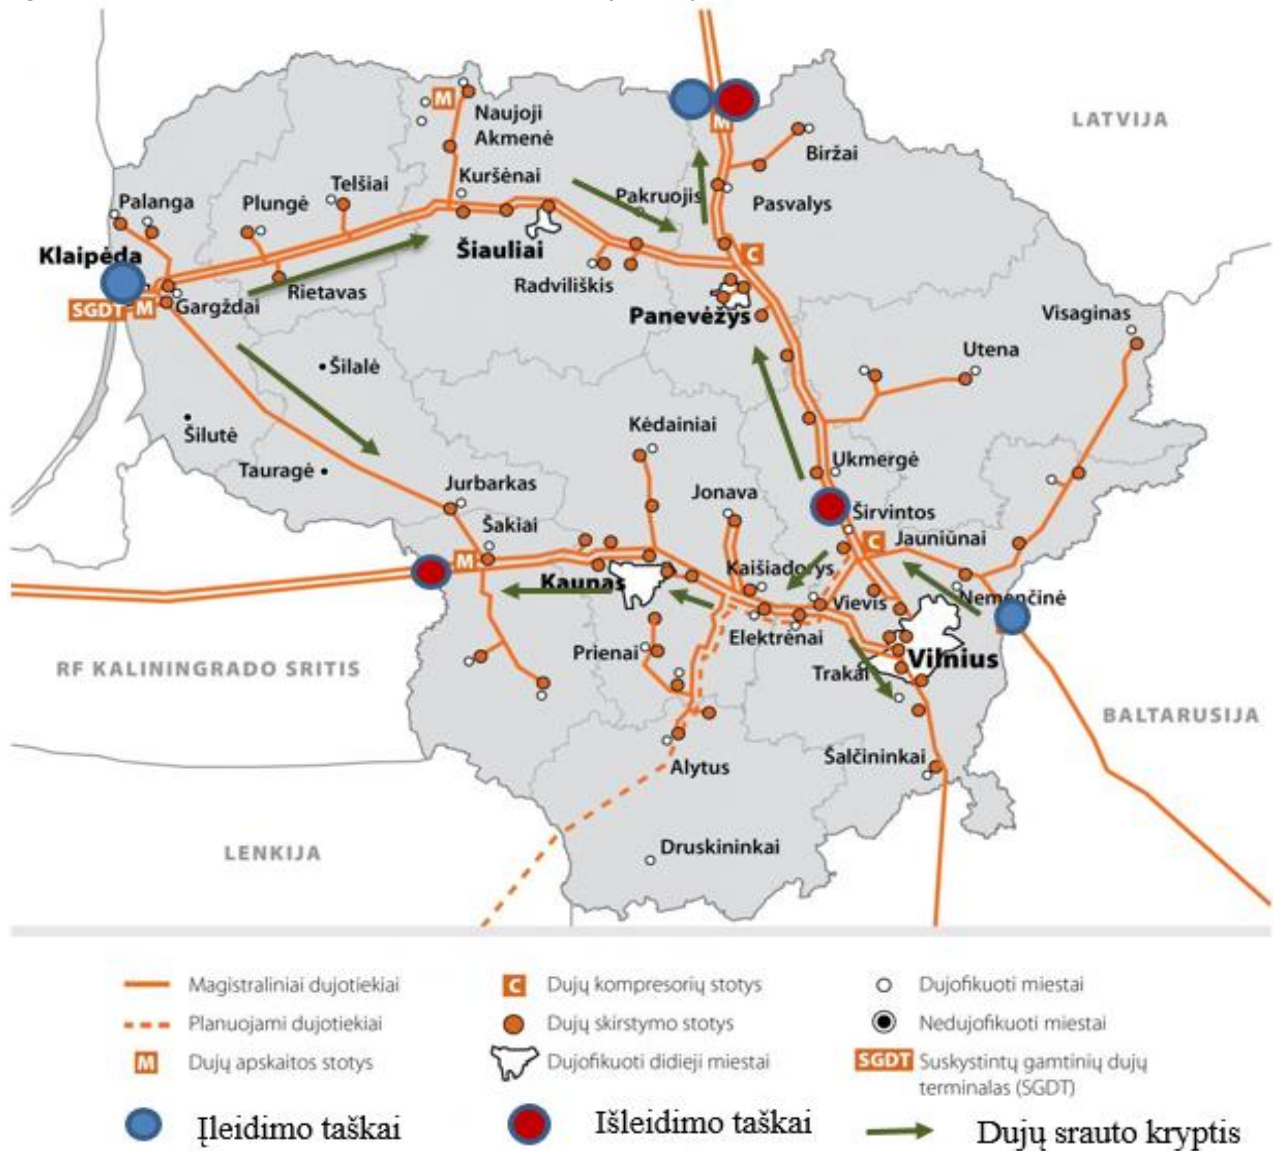 LATVIJA
M
Naujoji
Akmenė
M
Biržai
Kuršėnai
Telšiai
Pakruojis
Palanga
Plungė
Pasvalys
Klaipėda
Šiauliai
C
Radviliškis
Rietavas
SGDT
M
Gargždai
Panevėžys
Visaginas
Utena
Šilalė
Šilutė
Kėdainiai
Tauragė
Ukmergė
Jurbarkas
Jonava
Širvintos
Šakiai
C
Jauniūnai
M
Kaišiadorys
Kaunas
Vievis
Nemenčinė
Elektrėnai
Prienai
Vilnius
RF KALININGRADO SRITIS
Trakai
BALTARUSIJA
Šalčininkai
Alytus
LENKIJA
Druskininkai
Magistraliniai dujotiekiai
C
Dujų kompresorių stotys
Dujofikuoti miestai
Planuojami dujotiekiai
Dujų skirstymo stotys
Nedujofikuoti miestai
M
Dujų apskaitos stotys
Dujofikuoti didieji miestai
SGDT
Suskystintų gamtinių dujų
terminalas (SGDT)
Įleidimo taškai
Išleidimo taškai
Dujų srauto kryptis